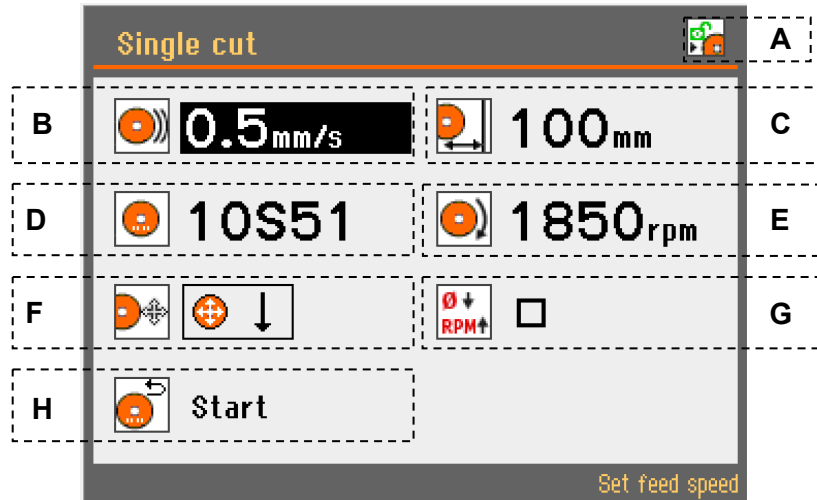 Single cut
A
B
0.5mm/s
100mm
C
D
10S51
1850rpm
E
F
Ø
RPM
G
H
Start
Set feed speed